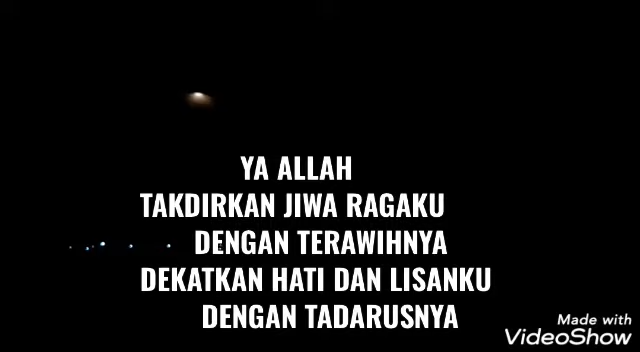 YA ALLAH
TAKDIRKAN JIWA RAGAKU
DENGAN TERAWIHNYA
DEKATKAN HATI DAN LISANKU
DENGAN TADARUSNYA
Made with
VideoShow